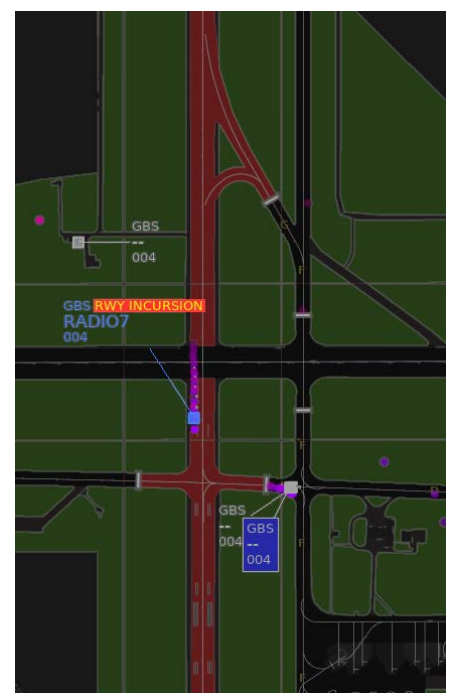 GBS
--
004
G
F
GBS RWY INCURSION
RADIO7
004
F
D
GBS
--
004
GBS
--
004
F
F